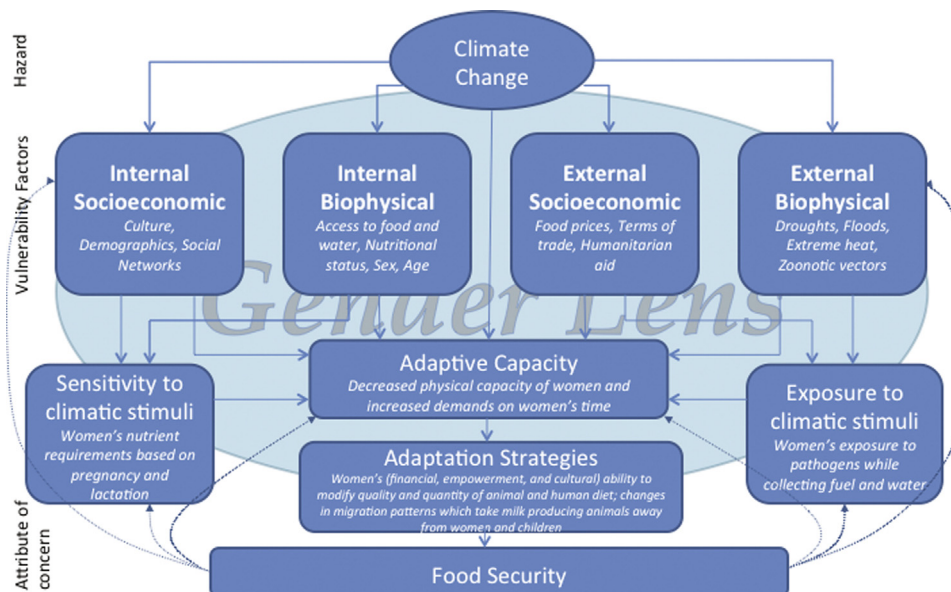 Hazard
Climate
Change
Vulnerability Factors
Internal
Socioeconomic
Culture,
Demographics, Social
Networks
Internal
Biophysical
Access to food and
water, Nutritional
status, Sex, Age
External
Socioeconomic
Food prices, Terms of
trade, Humanitarian
aid
External
Biophysical
Droughts, Floods,
Extreme heat,
Zoonotic vectors
Gender Lens
Sensitivity to
climatic stimuli
Women's nutrient
requirements based on
pregnancy and
lactation
Adaptive Capacity
Decreased physical capacity of women and
increased demands on women's time
Exposure to
climatic stimuli
Women's exposure to
pathogens while
collecting fuel and water
Adaptation Strategies
Women's (financial, empowerment, and cultural) ability to
modify quality and quantity of animal and human diet; changes
in migration patterns which take milk producing animals away
from women and children
Attribute of
concern
Food Security